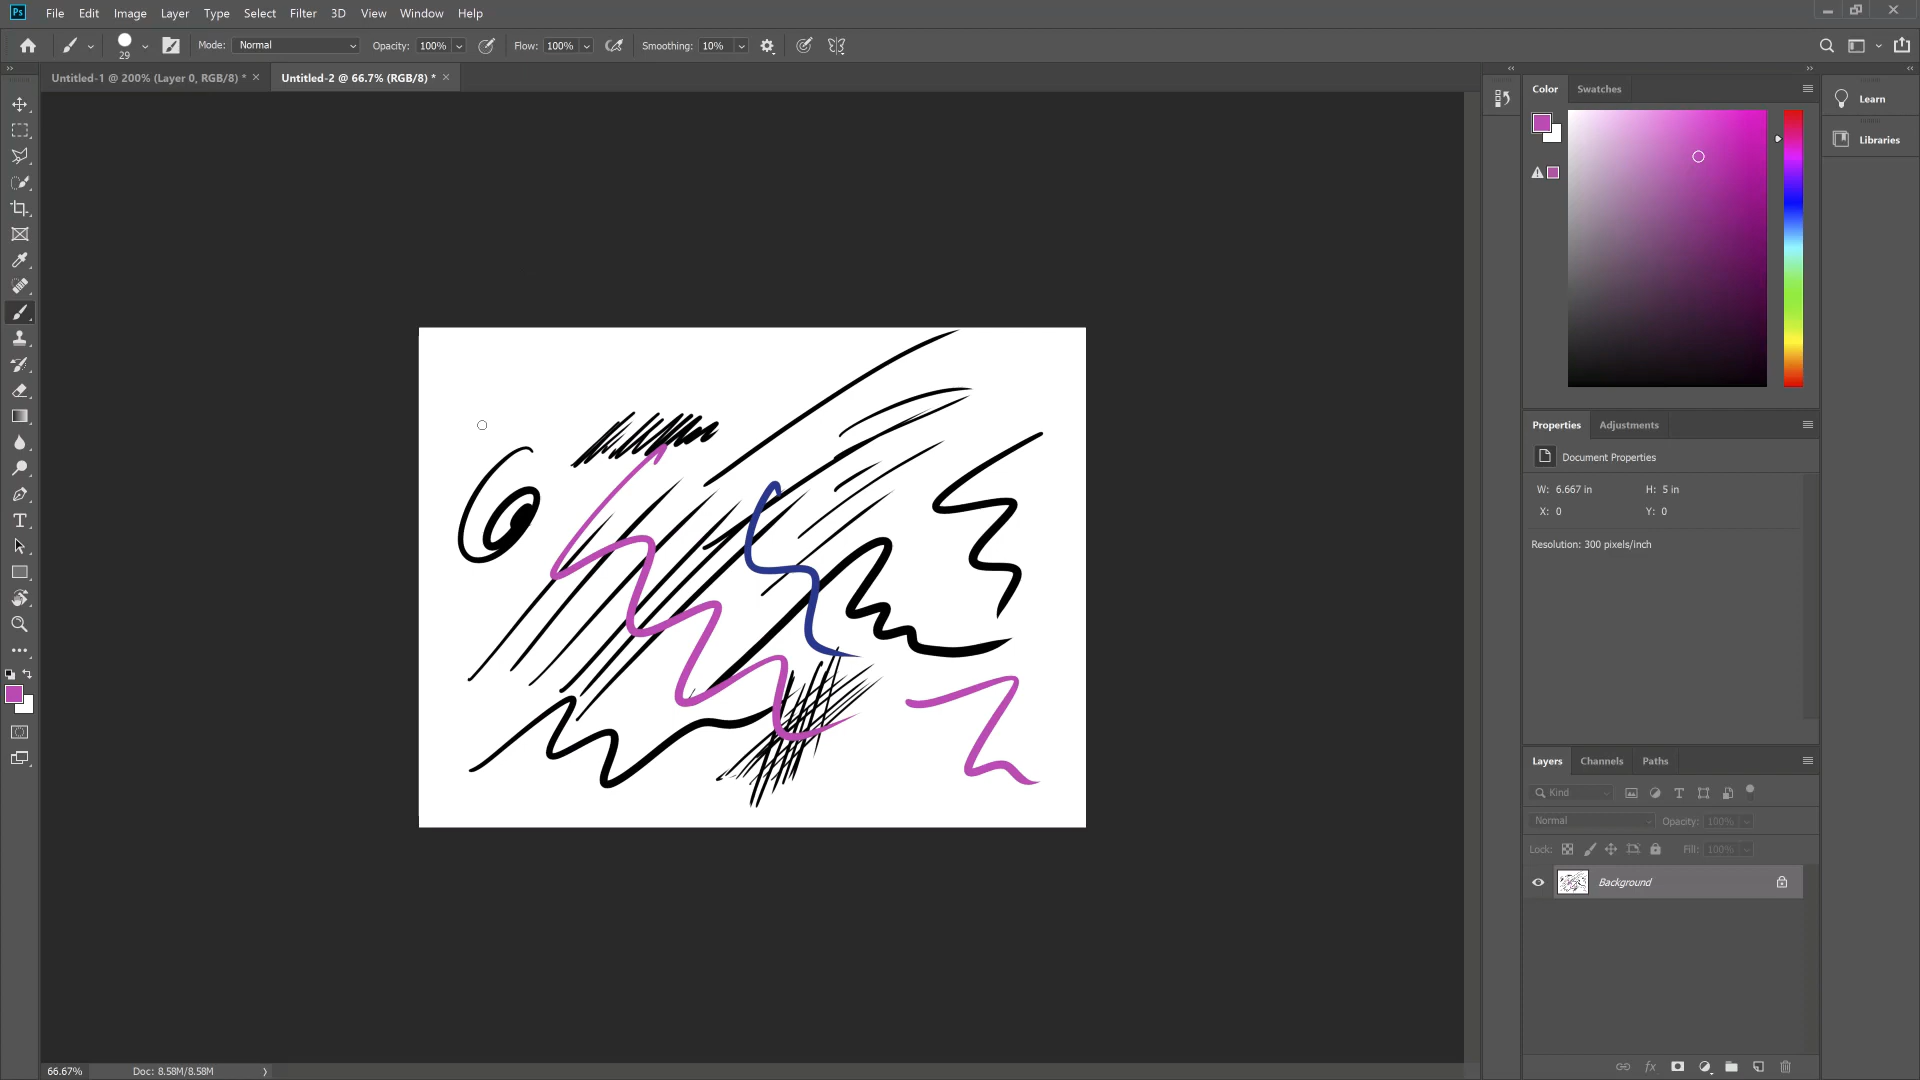 Ps File Edit Image Layer Type Select Filter 3D View Window Help
29 Mode: Normal Opacity: 100% Flow: 100% Smoothing: 10%
Untitled-1 @ 200% (Layer 0, RGB/8) * Untitled-2 @ 66.7% (RGB/8) *
Color Swatches
Learn
Libraries
Properties Adjustments
Document Properties
W: 6.667 in H: 5 in
X: 0 Y: 0
Resolution: 300 pixels/inch
Layers Channels Paths
Kind
Normal Opacity: 100%
Lock: Fill: 100%
Background
fx
66.67% Doc: 8.58M/8.58M